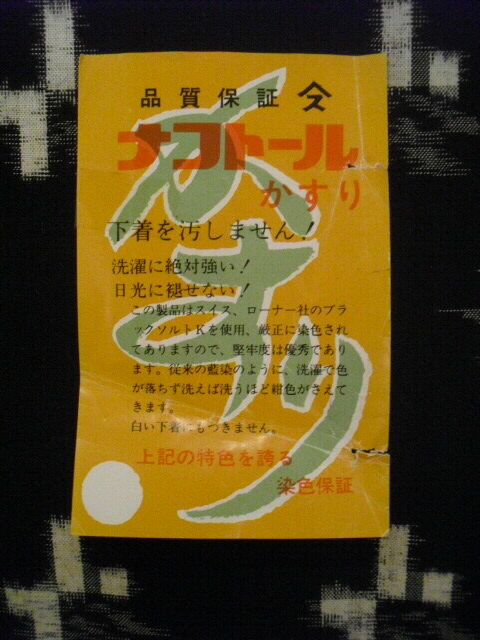 品質保証
ナフトール
かすり
かすり
下着を汚しません!
洗濯に絶対強い!
日光に褪せない!
この製品はスイス、ローナー社のブラ
ックソルトKを使用、厳正に染色され
てありますので、堅牢度は優秀であり
ます。従来の藍染のように、洗濯で色
が落ちず洗えば洗うほど紺色がさえて
きます。
白い下着にもつきません。
上記の特色を誇る
染色保証